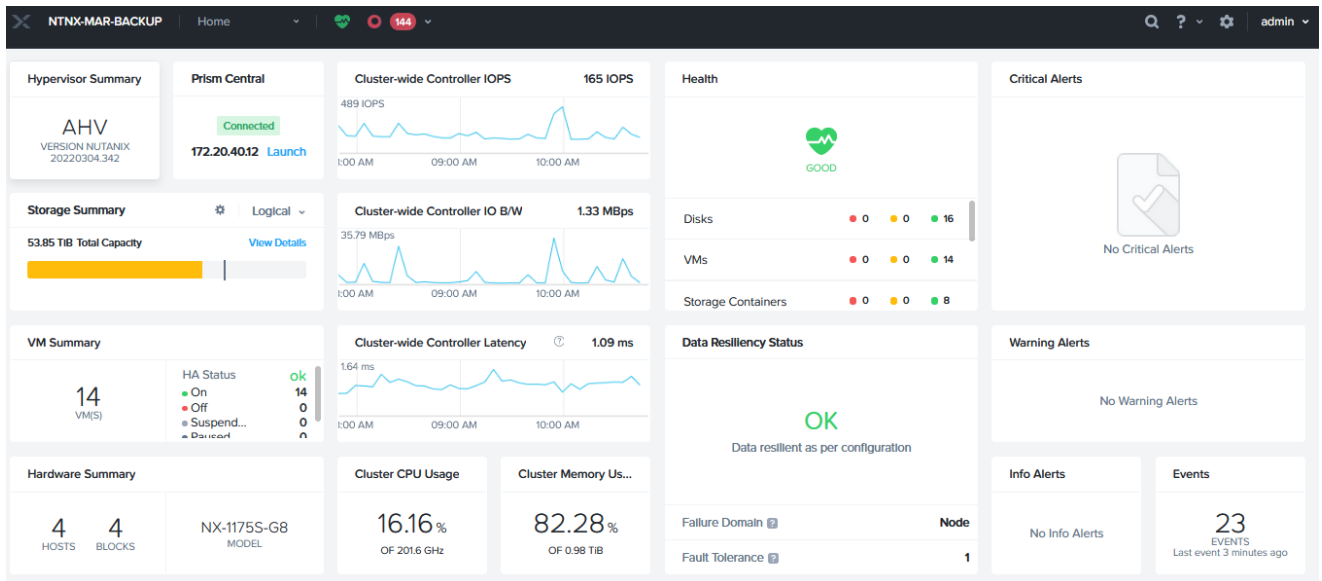 NTNX-MAR-BACKUP Home 144 ? admin
Hypervisor Summary
AHV
VERSION NUTANIX
20220304.342
Prism Central
Connected
172.20.40.12 Launch
Cluster-wide Controller IOPS 165 IOPS
489 IOPS
09:00 AM 10:00 AM
Health
GOOD
Disks 0 0 16
VMs 0 0 14
Storage Containers 0 0 8
Critical Alerts
No Critical Alerts
Storage Summary Logical
53.85 TiB Total Capacity View Details
Cluster-wide Controller IO B/W 1.33 MBps
35.79 MBps
09:00 AM 10:00 AM
VM Summary
14
VM(S)
HA Status ok
On 14
Off 0
Suspend... 0
Paused 0
Cluster-wide Controller Latency ? 1.09 ms
1.64 ms
09:00 AM 10:00 AM
Data Resiliency Status
OK
Data resilient as per configuration
Failure Domain ? Node
Fault Tolerance ? 1
Warning Alerts
No Warning Alerts
Hardware Summary
4 HOSTS
4 BLOCKS
NX-1175S-G8
MODEL
Cluster CPU Usage
16.16 %
OF 201.6 GHz
Cluster Memory Us...
82.28 %
OF 0.98 TiB
Info Alerts
No Info Alerts
Events
23
EVENTS
Last event 3 minutes ago